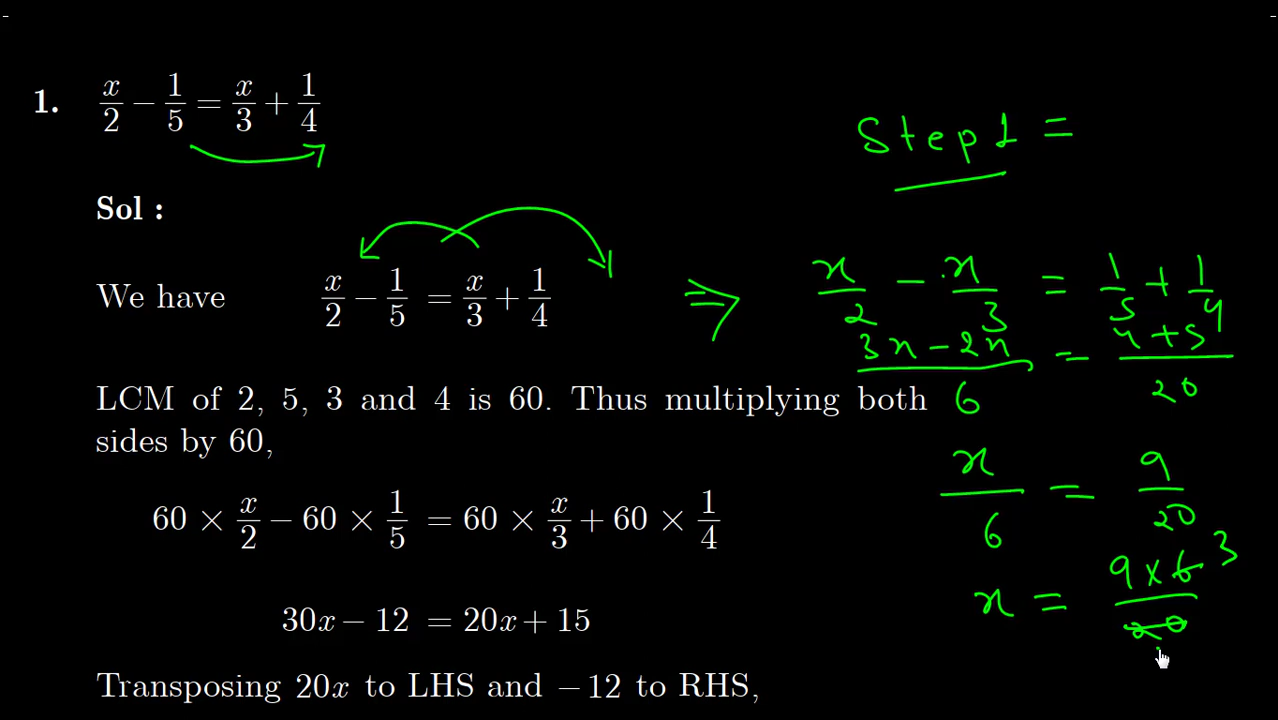 1. x/2 − 1/5 = x/3 + 1/4
Step 1 =
Sol :
We have x/2 − 1/5 = x/3 + 1/4
⇒ x/2 − x/3 = 1/5 + 1/4
(3x − 2x)/6 = (4 + 5)/20
LCM of 2, 5, 3 and 4 is 60. Thus multiplying both
sides by 60,
x/6 = 9/20
60 × x/2 − 60 × 1/5 = 60 × x/3 + 60 × 1/4
x = (9 × 6 3)/20
30x − 12 = 20x + 15
Transposing 20x to LHS and −12 to RHS,